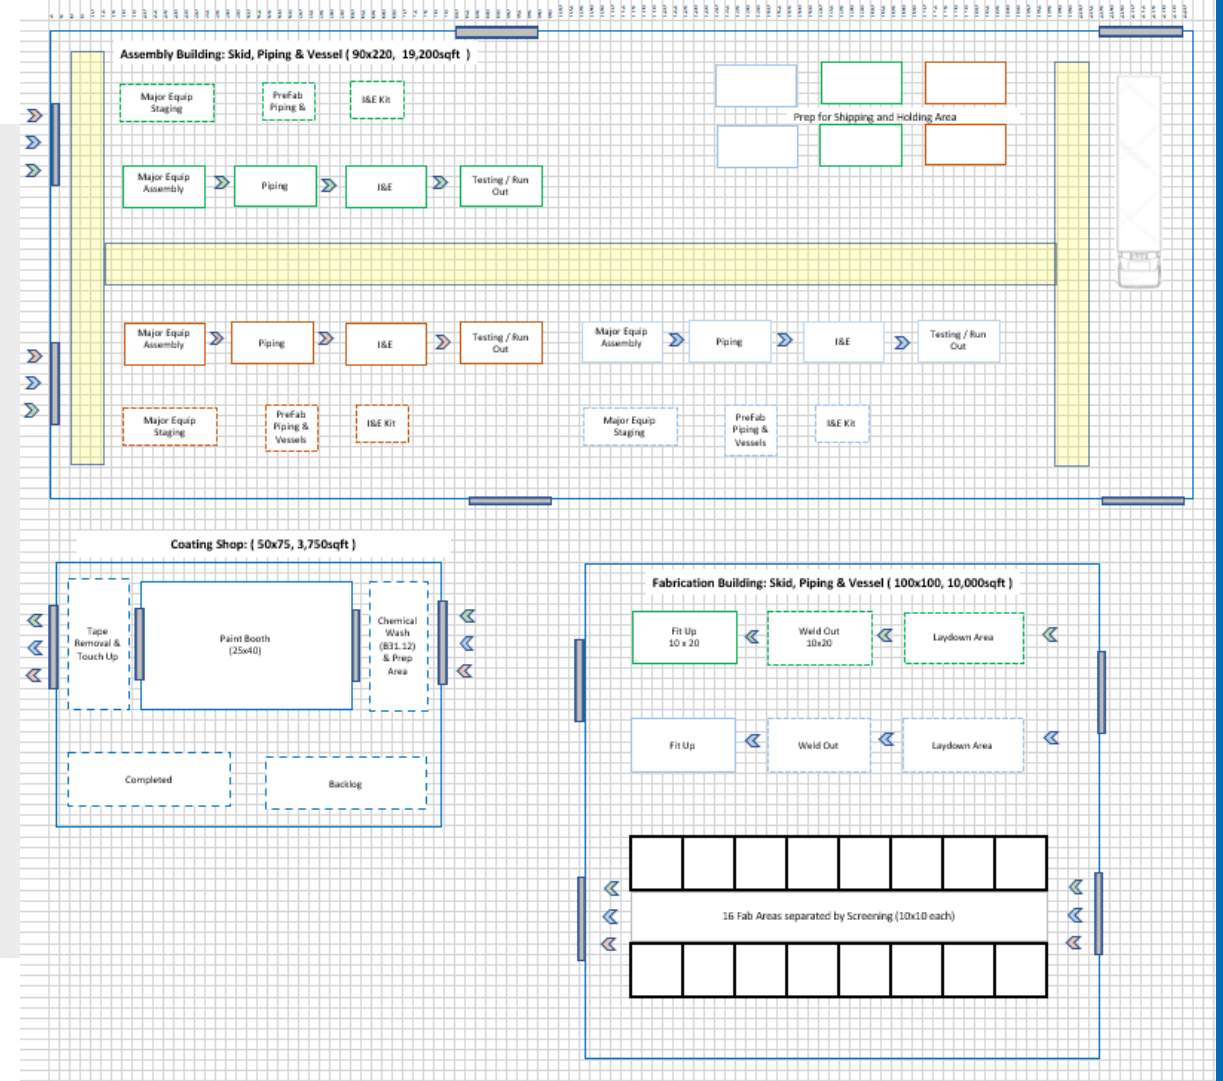 Assembly Building: Skid, Piping & Vessel ( 90x220,  19,200sqft  )
Major Equip
Staging
PreFab
Piping &
I&E Kit
Prep for Shipping and Holding Area
Major Equip
Assembly
Piping
I&E
Testing / Run
Out
Major Equip
Assembly
Piping
I&E
Testing / Run
Out
Major Equip
Assembly
Piping
I&E
Testing / Run
Out
Major Equip
Staging
PreFab
Piping &
Vessels
I&E Kit
Major Equip
Staging
PreFab
Piping &
Vessels
I&E Kit
Coating Shop: ( 50x75, 3,750sqft )
Tape
Removal &
Touch Up
Paint Booth
(25x40)
Chemical
Wash
(B31.12)
& Prep
Area
Completed
Backlog
Fabrication Building: Skid, Piping & Vessel ( 100x100, 10,000sqft )
Fit Up
10 x 20
Weld Out
10x20
Laydown Area
Fit Up
Weld Out
Laydown Area
16 Fab Areas separated by Screening (10x10 each)